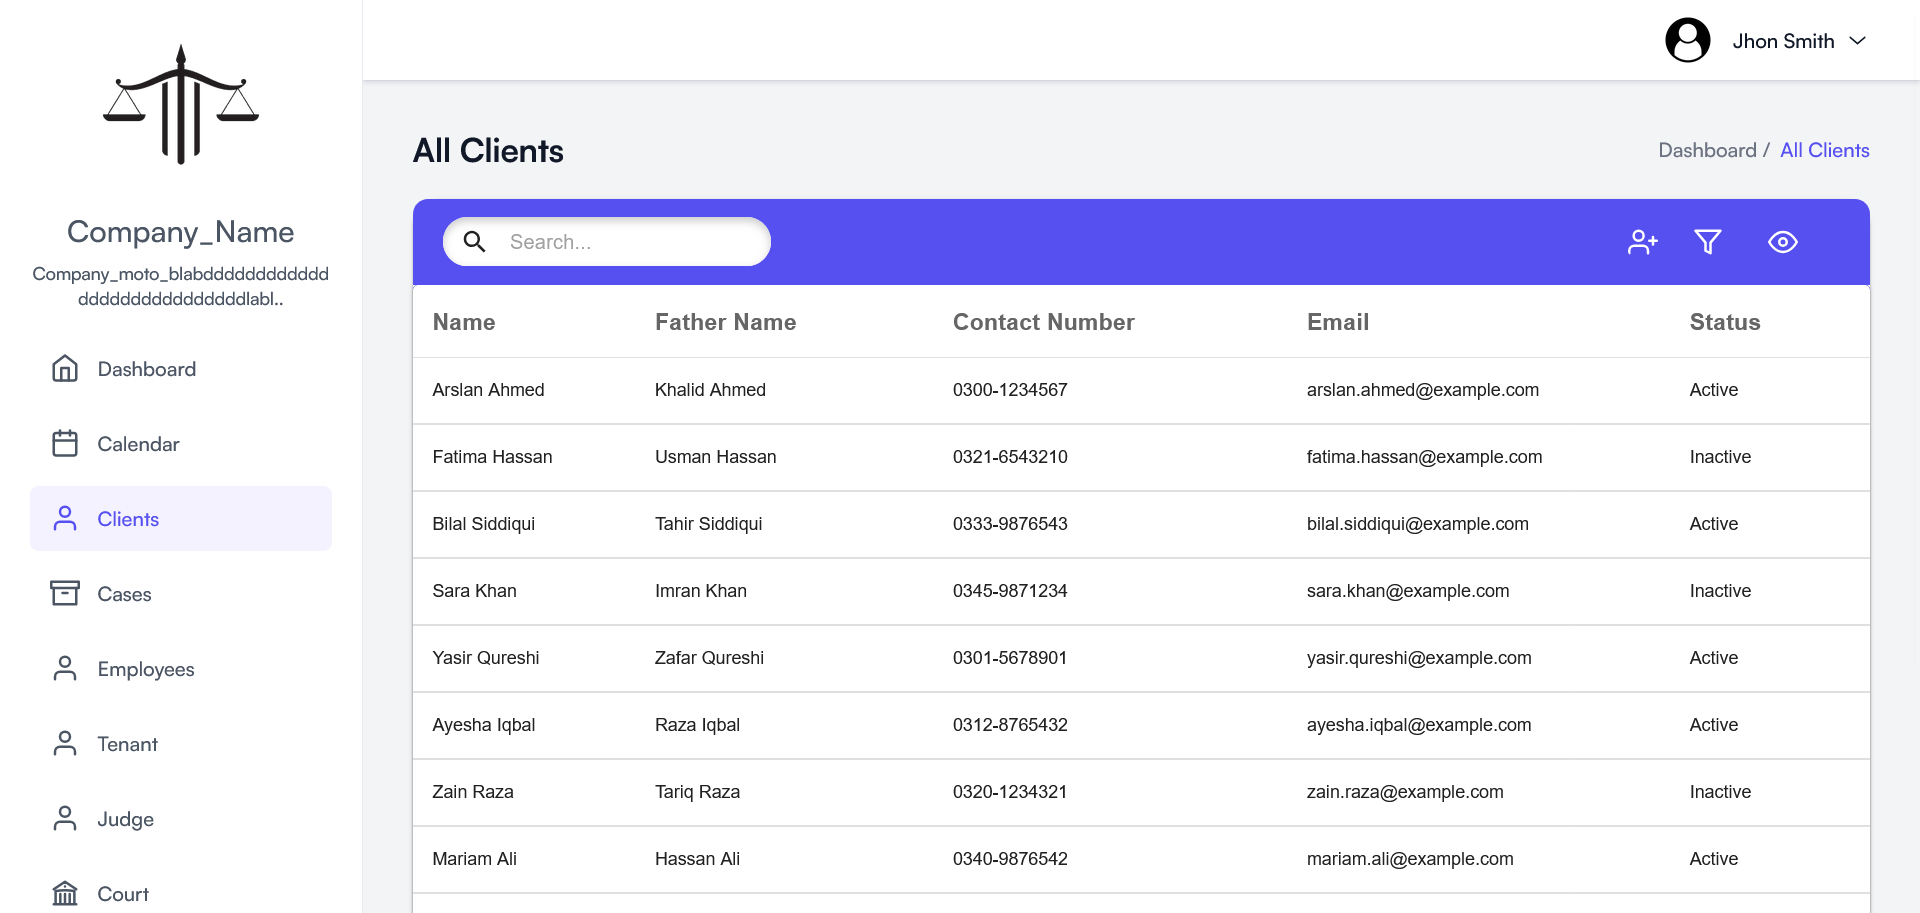 Company_Name
Company_moto_blabdddddddddddd
ddddddddddddddddlabl..
Dashboard
Calendar
Clients
Cases
Employees
Tenant
Judge
Court
Jhon Smith
All Clients
Dashboard / All Clients
Search...
Name Father Name Contact Number Email Status
Arslan Ahmed Khalid Ahmed 0300-1234567 arslan.ahmed@example.com Active
Fatima Hassan Usman Hassan 0321-6543210 fatima.hassan@example.com Inactive
Bilal Siddiqui Tahir Siddiqui 0333-9876543 bilal.siddiqui@example.com Active
Sara Khan Imran Khan 0345-9871234 sara.khan@example.com Inactive
Yasir Qureshi Zafar Qureshi 0301-5678901 yasir.qureshi@example.com Active
Ayesha Iqbal Raza Iqbal 0312-8765432 ayesha.iqbal@example.com Active
Zain Raza Tariq Raza 0320-1234321 zain.raza@example.com Inactive
Mariam Ali Hassan Ali 0340-9876542 mariam.ali@example.com Active